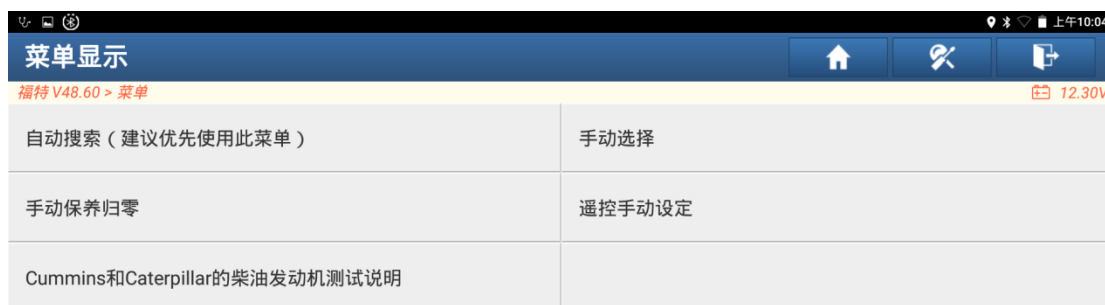 上午10:04
菜单显示
福特 V48.60 > 菜单
12.30V
自动搜索（建议优先使用此菜单）
手动选择
手动保养归零
遥控手动设定
Cummins和Caterpillar的柴油发动机测试说明